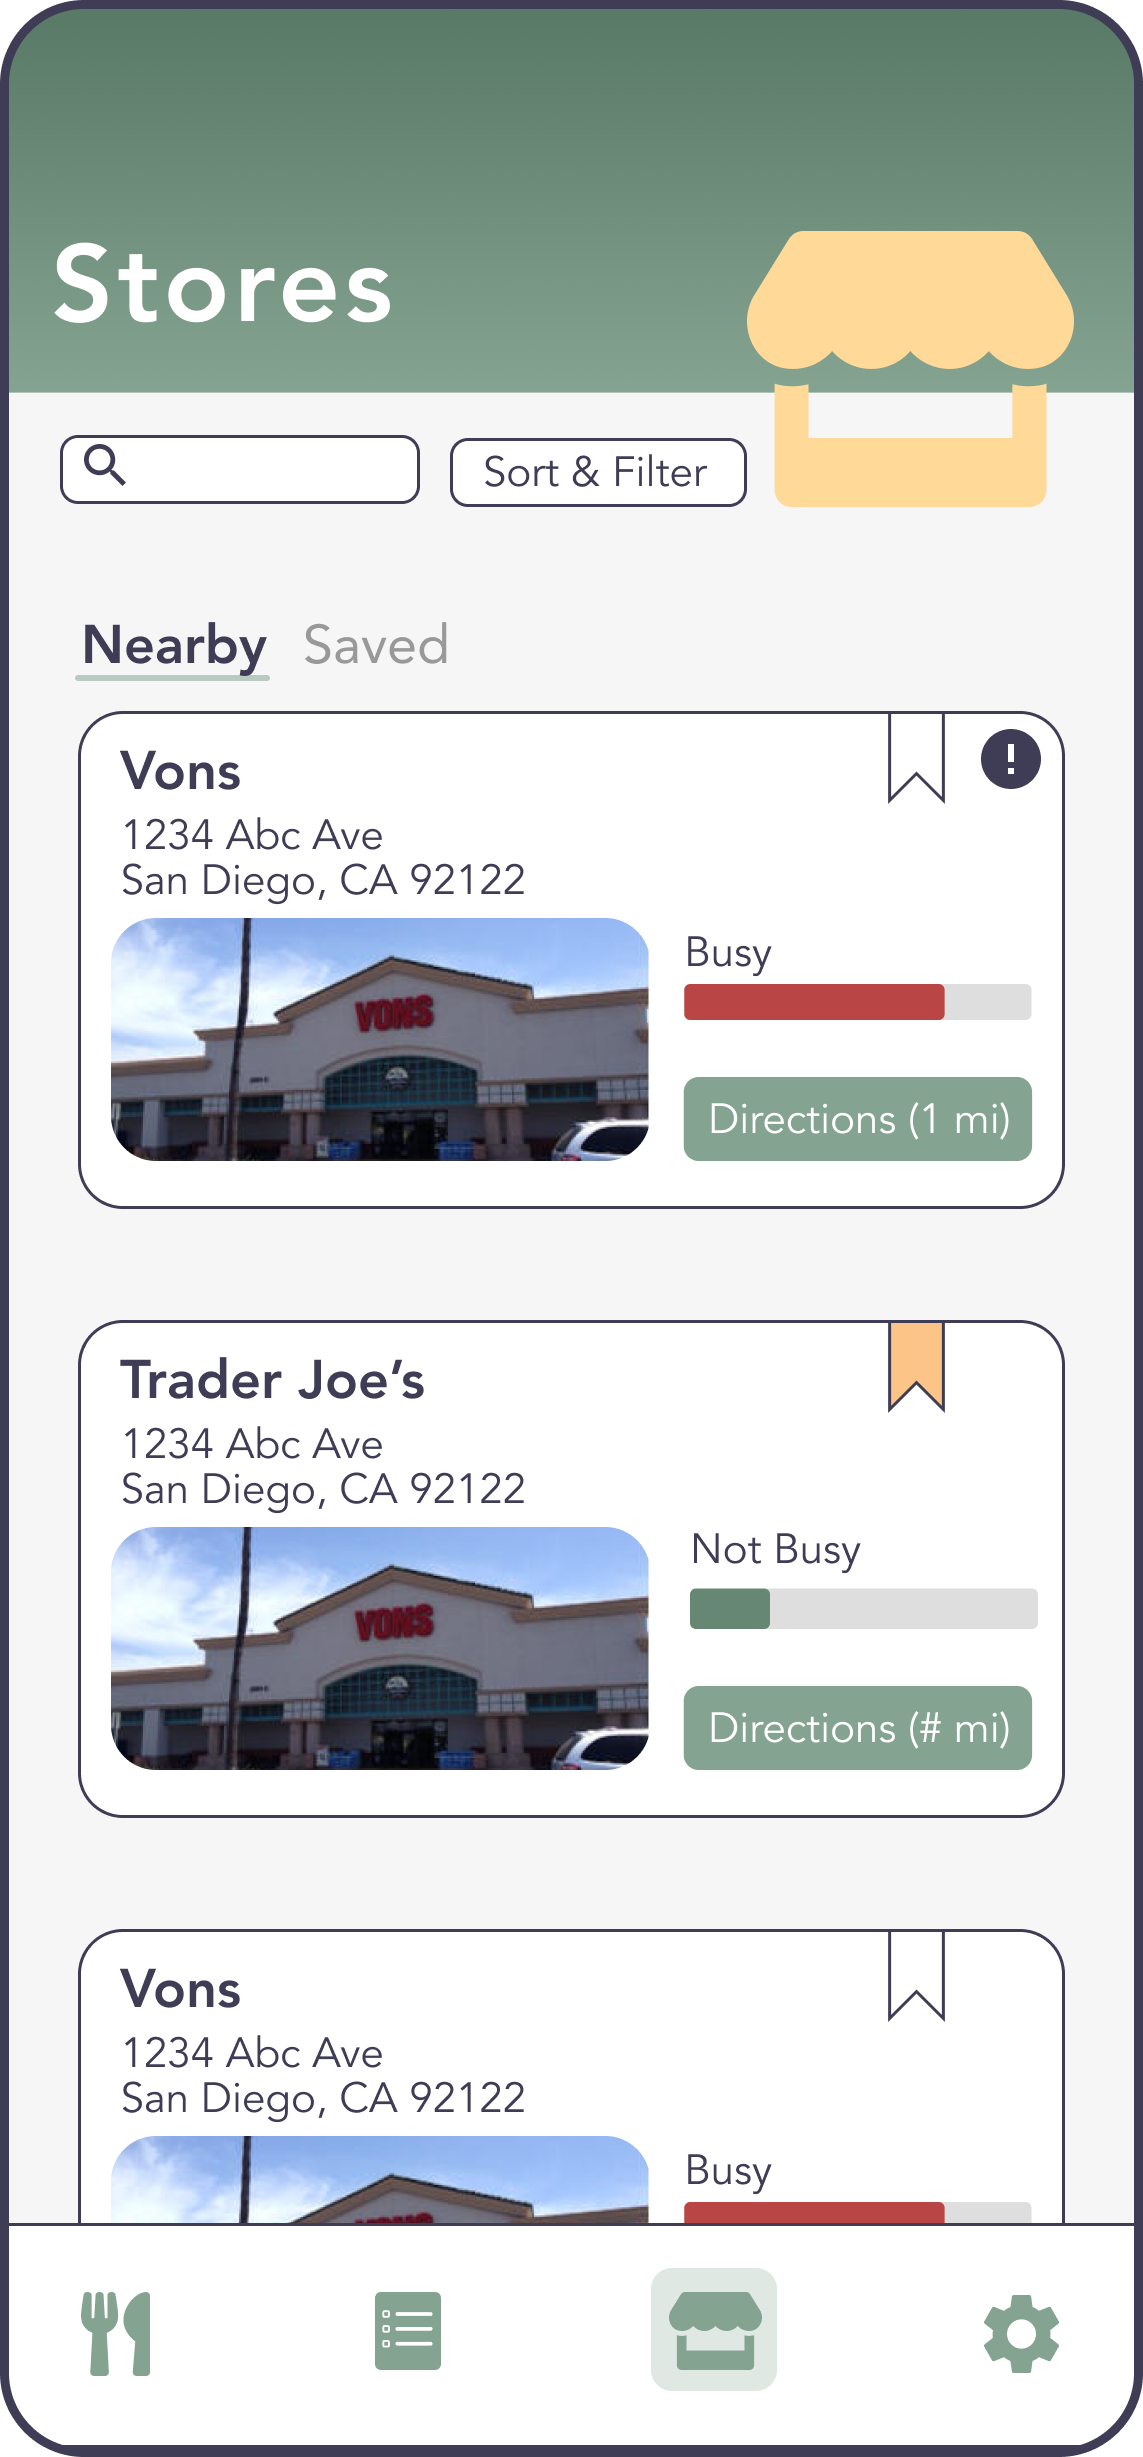 Stores
Sort & Filter
Nearby Saved
Vons
!
1234 Abc Ave
San Diego, CA 92122
VONS
Busy
Directions (1 mi)
Trader Joe’s
1234 Abc Ave
San Diego, CA 92122
VONS
Not Busy
Directions (# mi)
Vons
1234 Abc Ave
San Diego, CA 92122
VONS
Busy